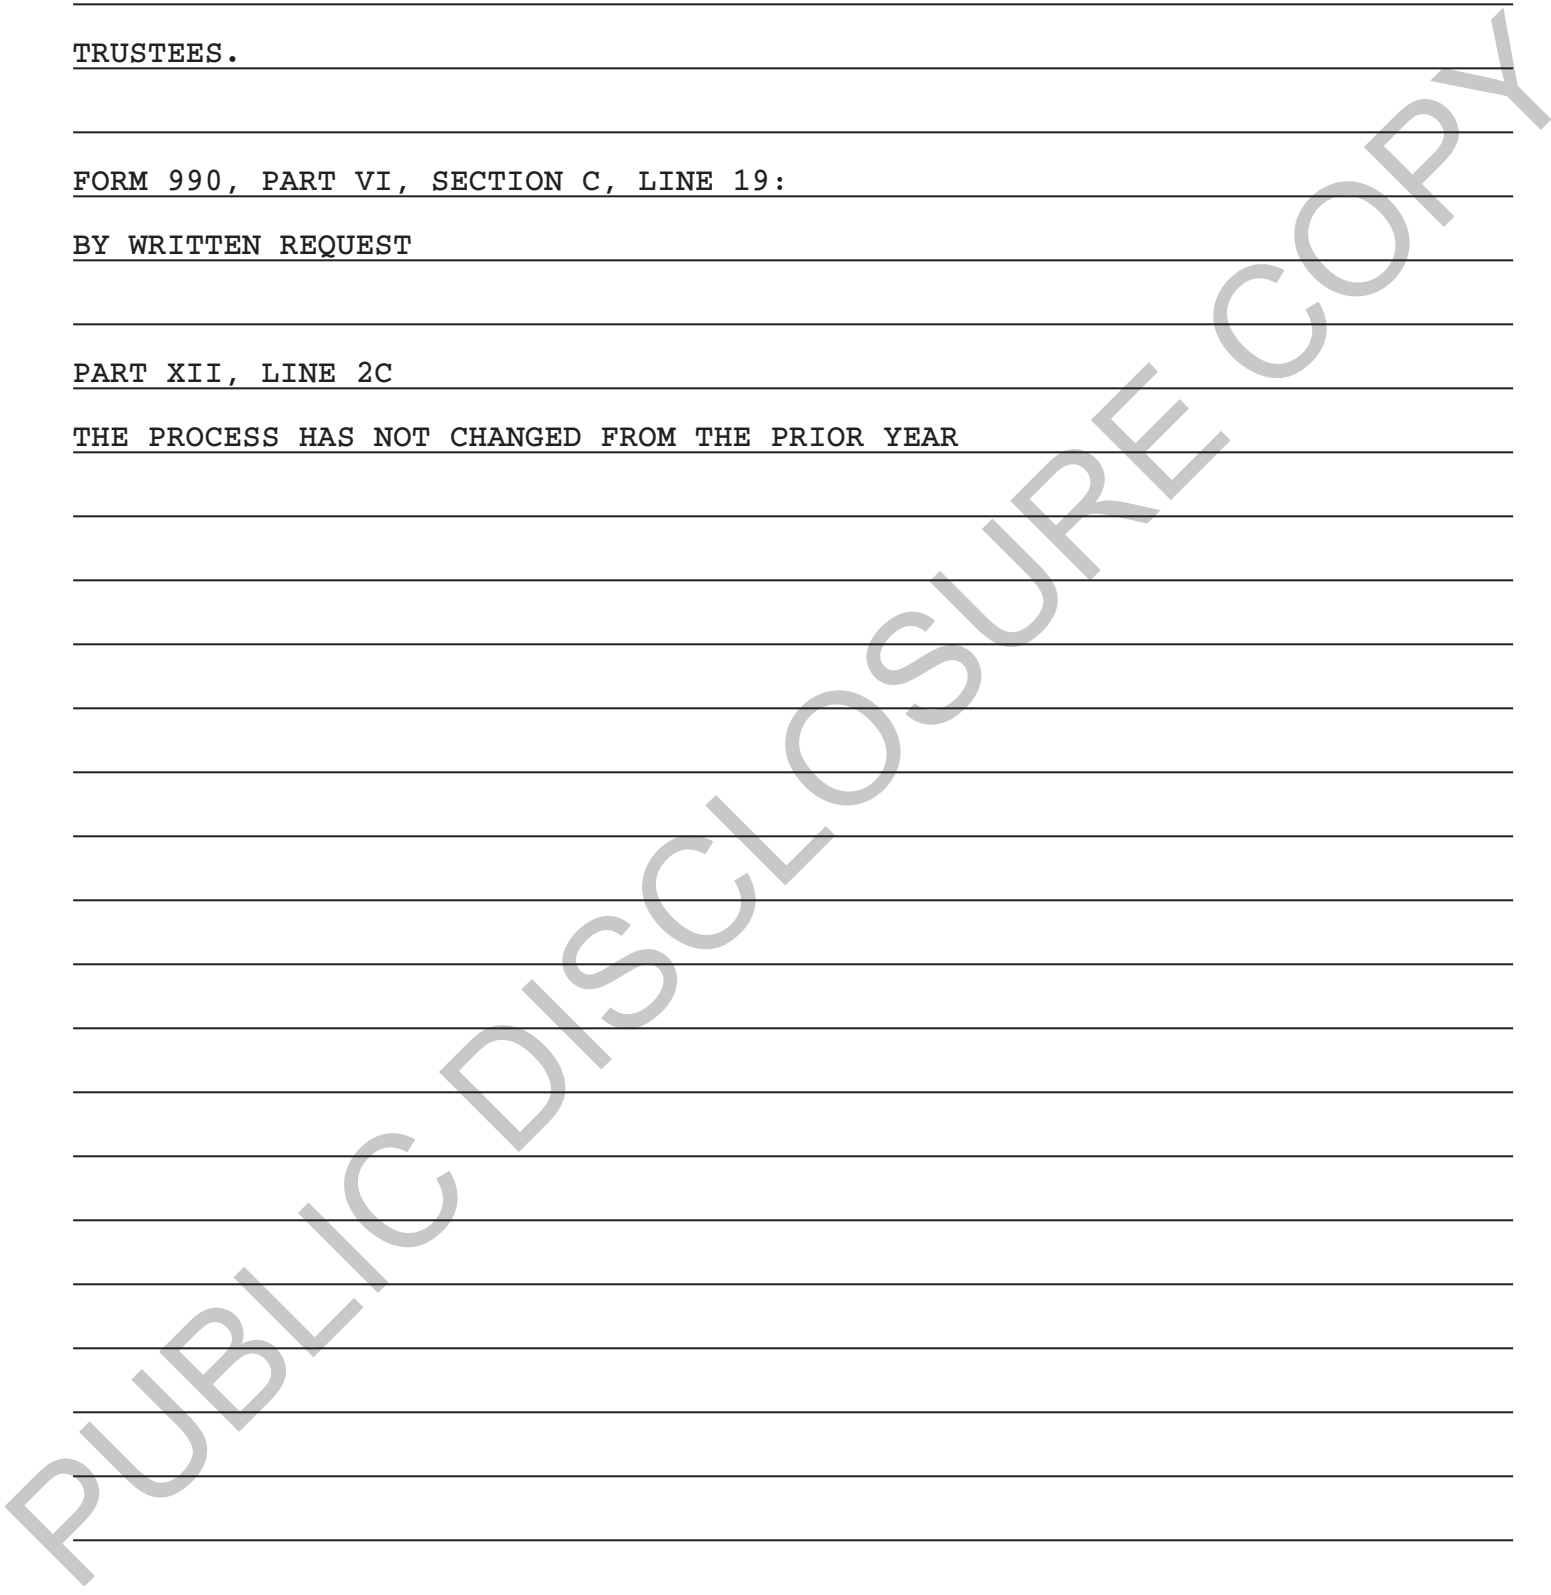 TRUSTEES.
FORM 990, PART VI, SECTION C, LINE 19:
BY WRITTEN REQUEST
PART XII, LINE 2C
THE PROCESS HAS NOT CHANGED FROM THE PRIOR YEAR
PUBLIC DISCLOSURE COPY